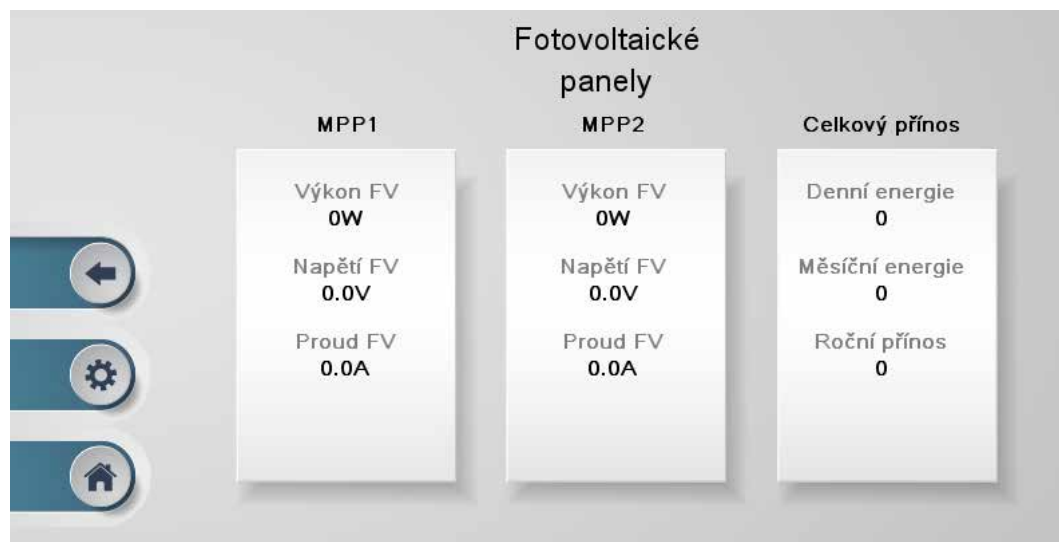 Fotovoltaické
panely
MPP1
Výkon FV
0W
Napětí FV
0.0V
Proud FV
0.0A
MPP2
Výkon FV
0W
Napětí FV
0.0V
Proud FV
0.0A
Celkový přínos
Denní energie
0
Měsíční energie
0
Roční přínos
0